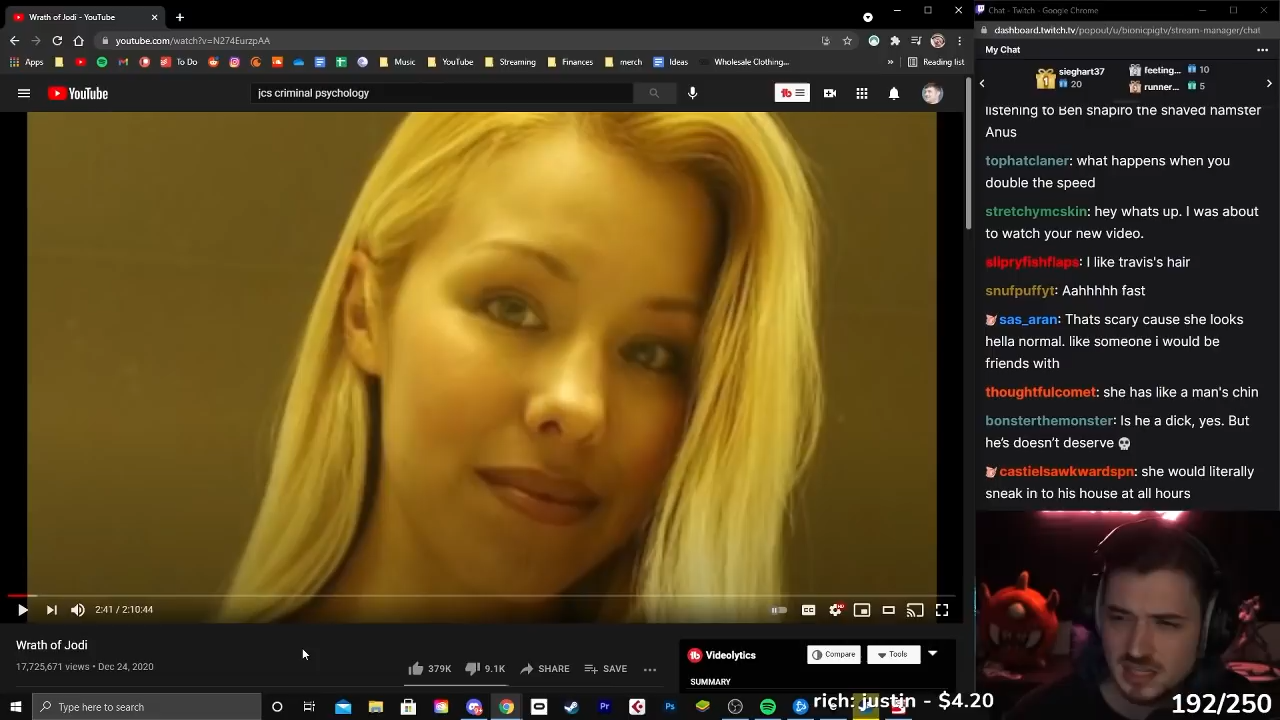 Wrath of Jodi - YouTube
Chat - Twitch - Google Chrome
youtube.com/watch?v=N274EurzpAA
dashboard.twitch.tv/popout/u/bionicpigtv/stream-manager/chat
Apps
To Do
Music
YouTube
Streaming
Finances
merch
Ideas
Wholesale Clothing...
Reading list
My Chat
YouTube
jcs criminal psychology
sieghart37
20
feeting...
10
runner...
5
listening to Ben shapiro the shaved hamster
Anus
tophatclaner: what happens when you
double the speed
stretchymcskin: hey whats up. I was about
to watch your new video.
slipryfishflaps: I like travis's hair
snufpuffyt: Aahhhhh fast
sas_aran: Thats scary cause she looks
hella normal. like someone i would be
friends with
thoughtfulcomet: she has like a man's chin
bonsterthemonster: Is he a dick, yes. But
he's doesn't deserve 💀
castielsawkwardspn: she would literally
sneak in to his house at all hours
2:41 / 2:10:44
CC
HD
Wrath of Jodi
17,725,671 views • Dec 24, 2020
379K
9.1K
SHARE
SAVE
tb Videolytics
Compare
Tools
SUMMARY
Type here to search
Pr
Ps
rich: justin - $4.20
192/250